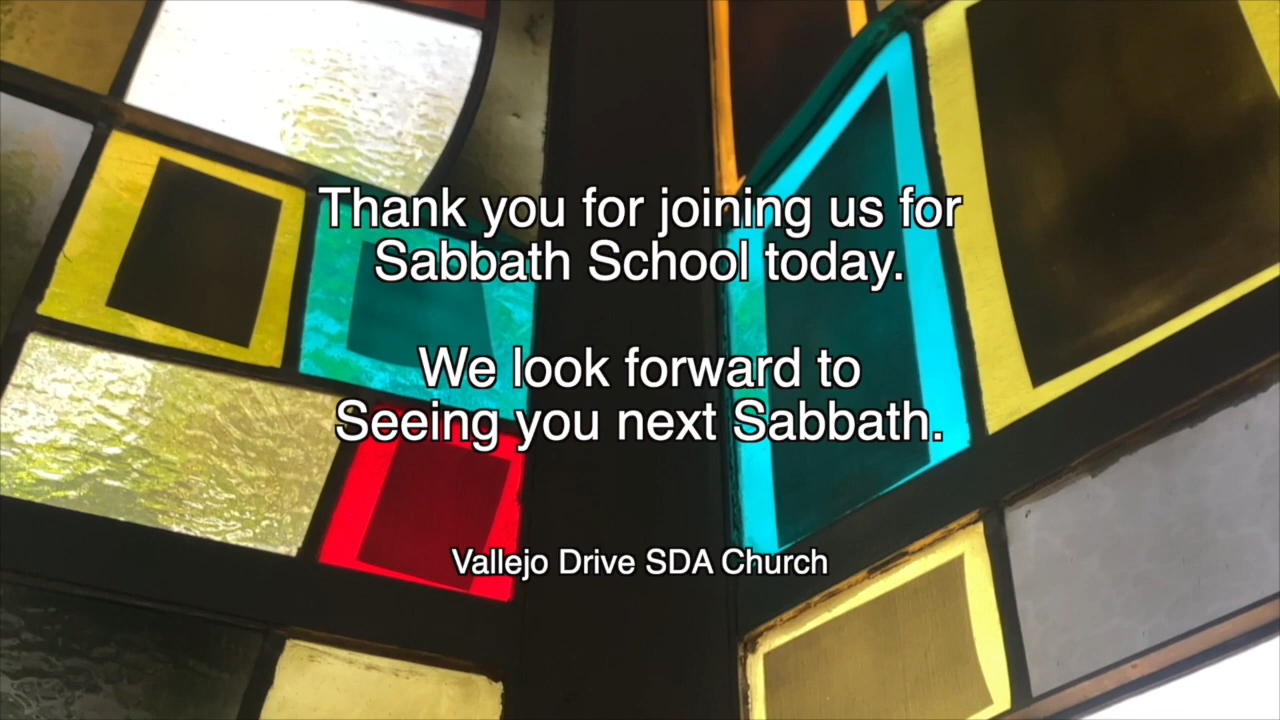 Thank you for joining us for
Sabbath School today.
We look forward to
Seeing you next Sabbath.
Vallejo Drive SDA Church